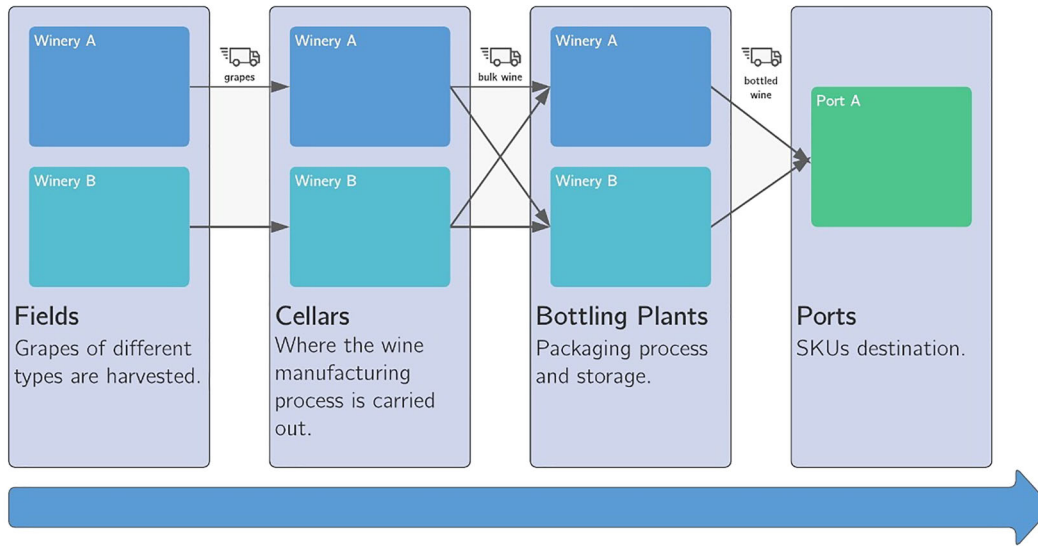 Winery A
grapes
Winery A
bulk wine
Winery A
bottled
wine
Port A
Winery B
Winery B
Winery B
Fields
Grapes of different
types are harvested.
Cellars
Where the wine
manufacturing
process is carried
out.
Bottling Plants
Packaging process
and storage.
Ports
SKUs destination.